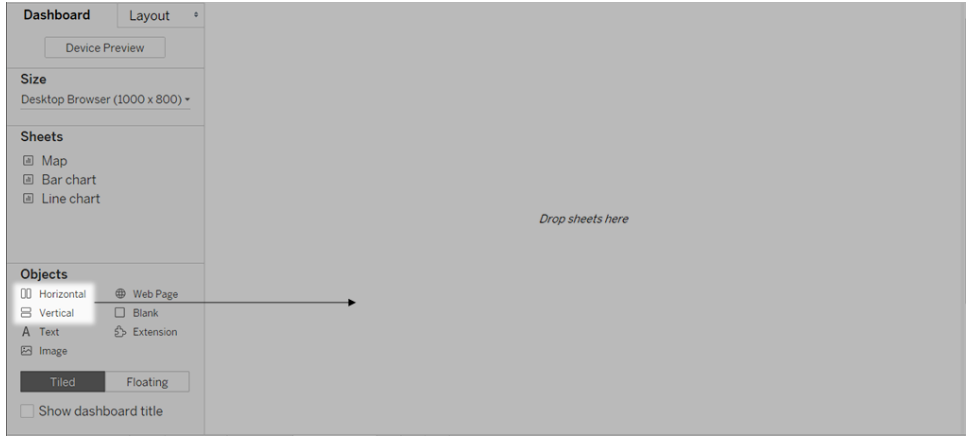 Dashboard Layout
Device Preview
Size
Desktop Browser (1000 x 800)
Sheets
Map
Bar chart
Line chart
Drop sheets here
Objects
Horizontal Web Page
Vertical Blank
A Text Extension
Image
Tiled Floating
Show dashboard title